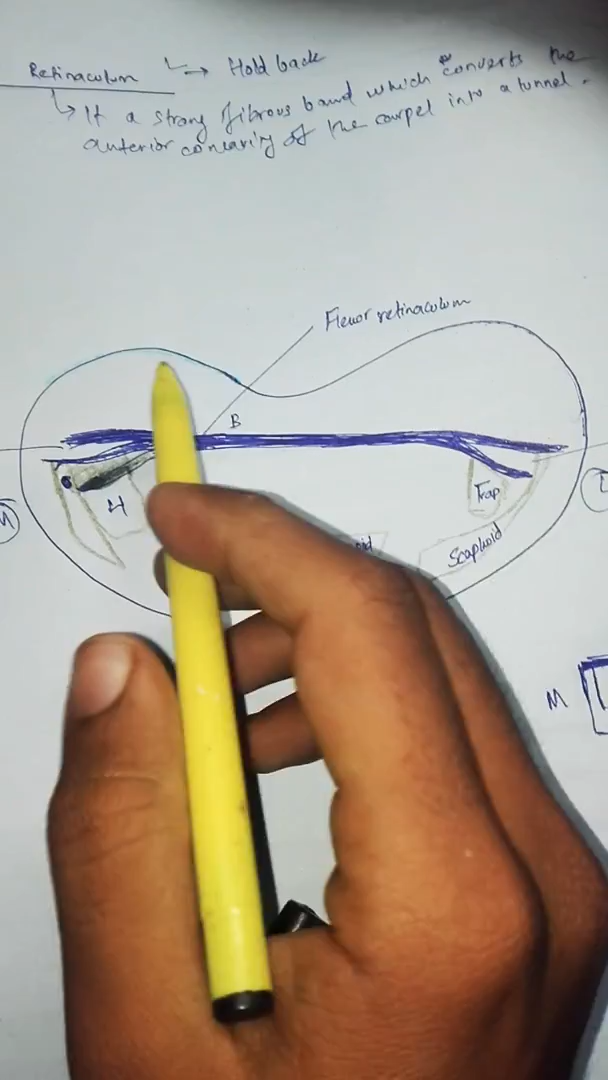 Retinaculum → Hold back
↳ It a strong fibrous band which converts the
anterior concavity of the carpel into a tunnel.
Flexor retinaculum
B
H
Trap
Scaphoid
M